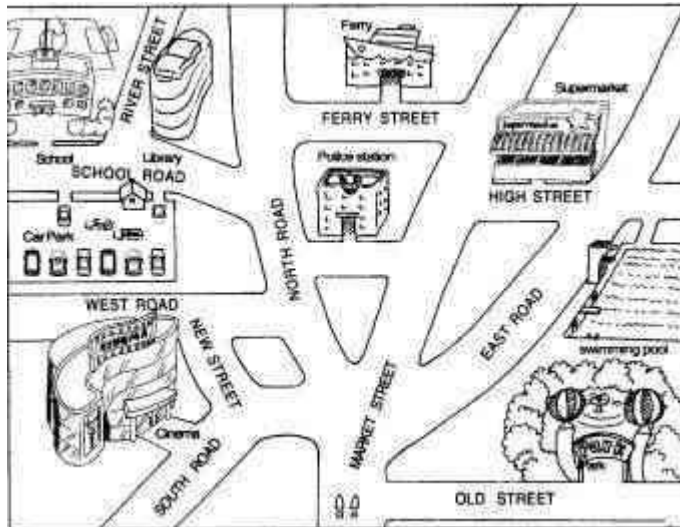 Ferry
RIVER STREET
Supermarket
FERRY STREET
School
Library
SCHOOL ROAD
Police station
HIGH STREET
Car Park
NORTH ROAD
WEST ROAD
EAST ROAD
NEW STREET
swimming pool
MARKET STREET
Cinema
SOUTH ROAD
Park
OLD STREET